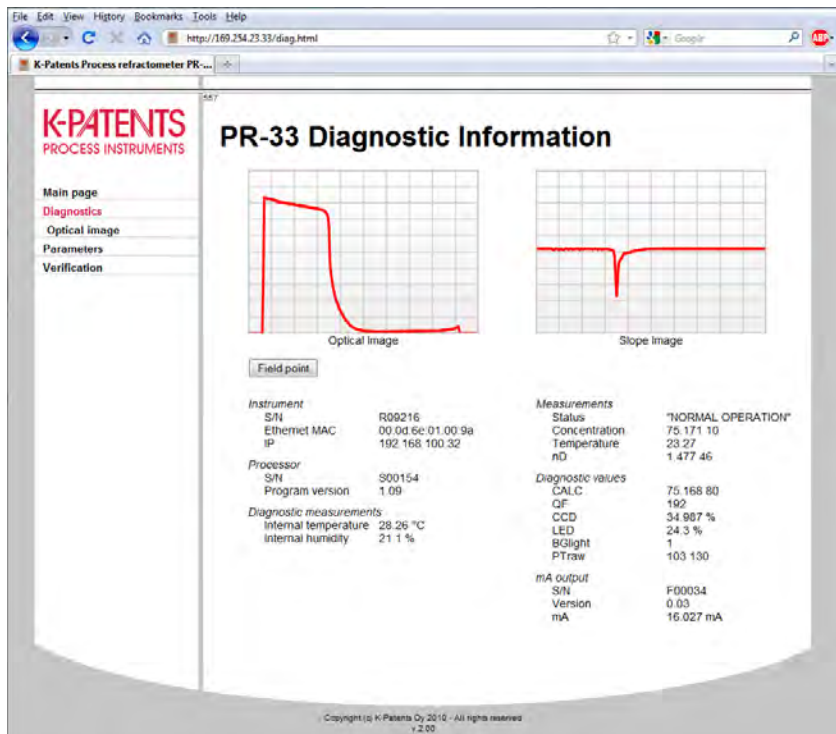 File Edit View History Bookmarks Tools Help
http://169.254.23.33/diag.html
Google
ABP
K-Patents Process refractometer PR-...
557
K-PATENTS
PROCESS INSTRUMENTS
Main page
Diagnostics
Optical image
Parameters
Verification
PR-33 Diagnostic Information
Optical Image
Slope Image
Field point
Instrument
S/N R09216
Ethernet MAC 00.0d.6e.01.00.9a
IP 192.168.100.32
Processor
S/N S00154
Program version 1.09
Diagnostic measurements
Internal temperature 28.26 °C
Internal humidity 21.1 %
Measurements
Status "NORMAL OPERATION"
Concentration 75.171 10
Temperature 23.27
nD 1.477 46
Diagnostic values
CALC 75.168 80
QF 192
CCD 34.987 %
LED 24.3 %
BGlight 1
PTraw 103 130
mA output
S/N F00034
Version 0.03
mA 16.027 mA
Copyright (c) K-Patents Oy 2010 - All rights reserved
v.2.00